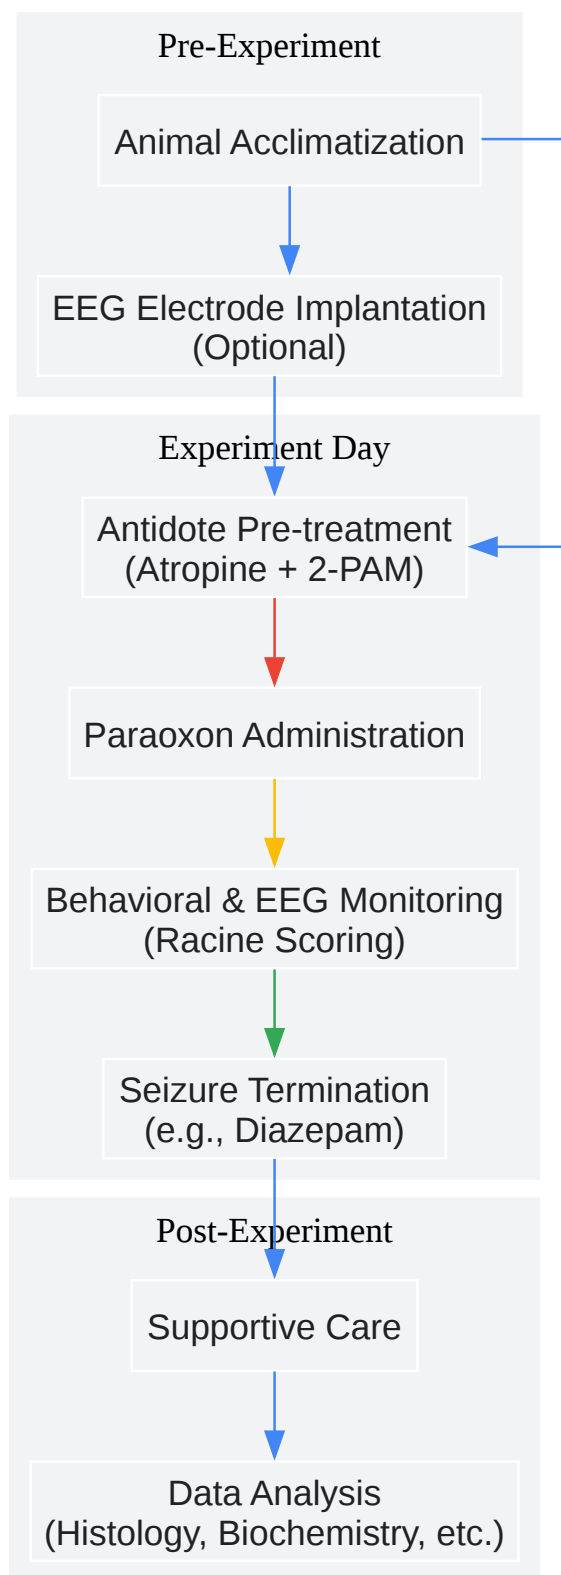 Pre-Experiment
Animal Acclimatization
EEG Electrode Implantation
(Optional)
Experiment Day
Antidote Pre-treatment
(Atropine + 2-PAM)
Paraoxon Administration
Behavioral & EEG Monitoring
(Racine Scoring)
Seizure Termination
(e.g., Diazepam)
Post-Experiment
Supportive Care
Data Analysis
(Histology, Biochemistry, etc.)